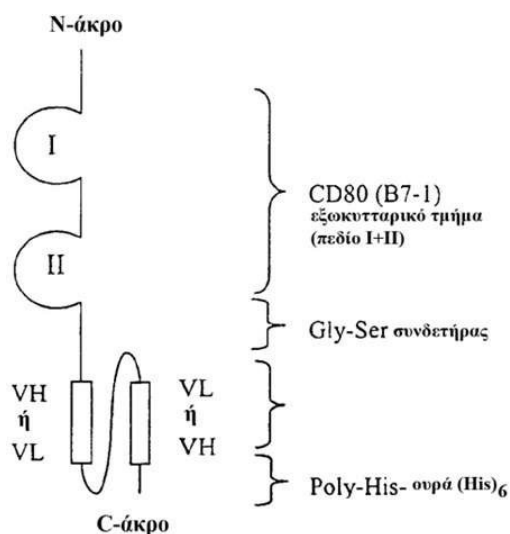 N-άκρο
I
CD80 (B7-1)
εξωκυτταρικό τμήμα
(πεδίο I+II)
II
Gly-Ser συνδετήρας
VH
ή
VL
VL
ή
VH
Poly-His- ουρά (His)6
C-άκρο